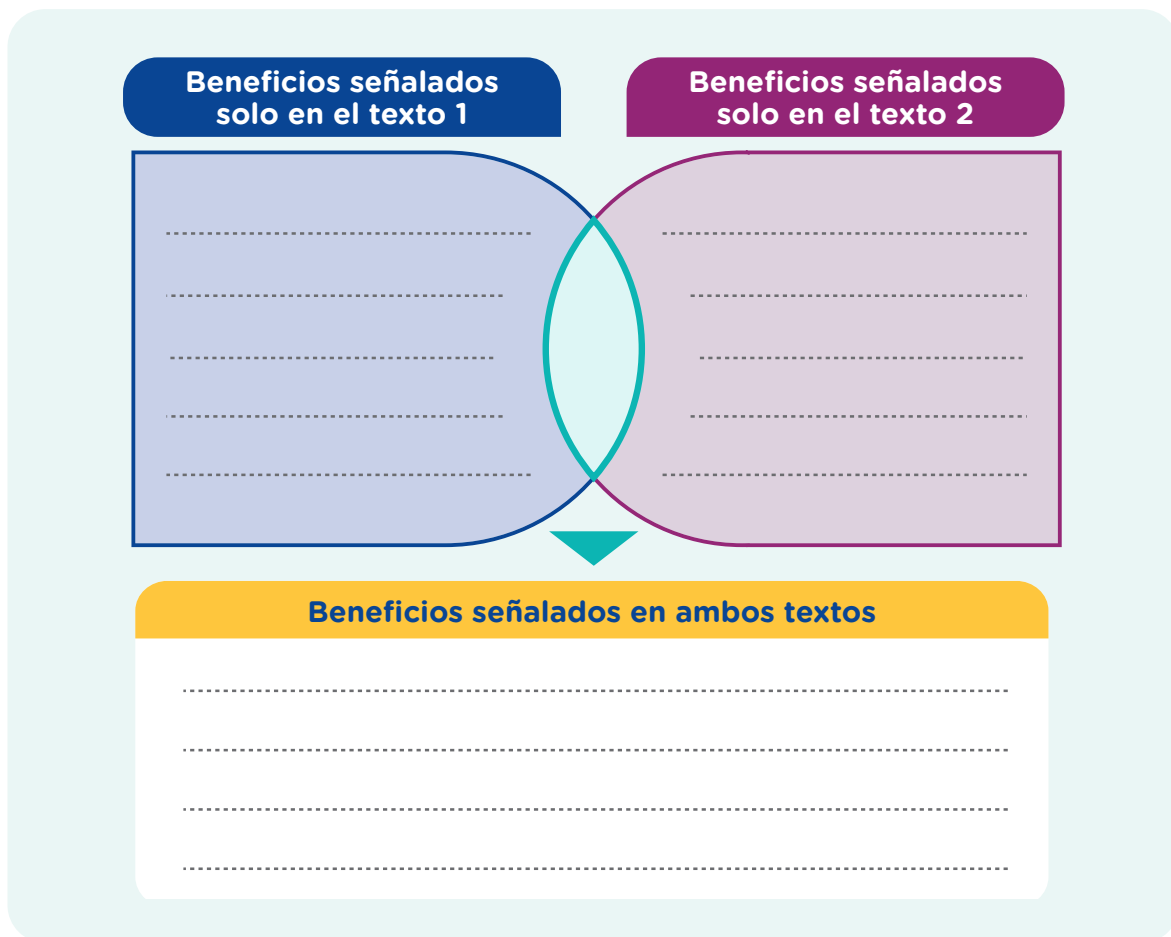 Beneficios señalados
solo en el texto 1
Beneficios señalados
solo en el texto 2
Beneficios señalados en ambos textos